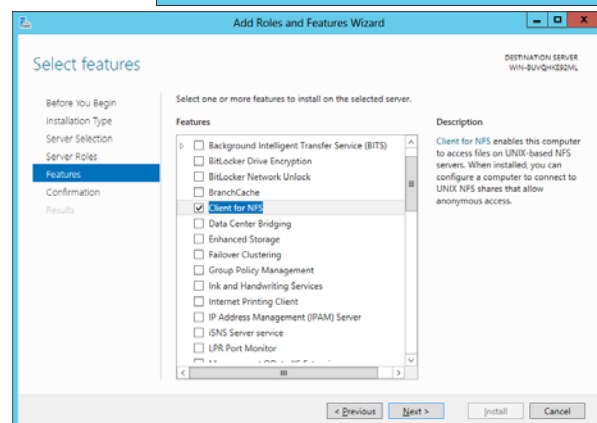 Add Roles and Features Wizard
Select features
DESTINATION SERVER
Before You Begin
Installation Type
Server Selection
Server Roles
Features
Confirmation
Results
Select one or more features to install on the selected server.
Features
Background Intelligent Transfer Service (BITS)
BitLocker Drive Encryption
BitLocker Network Unlock
BranchCache
Client for NFS
Data Center Bridging
Enhanced Storage
Failover Clustering
Group Policy Management
Ink and Handwriting Services
Internet Printing Client
IP Address Management (IPAM) Server
iSNS Server service
LPR Port Monitor
Description
Client for NFS enables this computer
to access files on UNIX-based NFS
servers. When installed, you can
configure a computer to connect to
UNIX NFS shares that allow
anonymous access.
< Previous
Next >
Install
Cancel